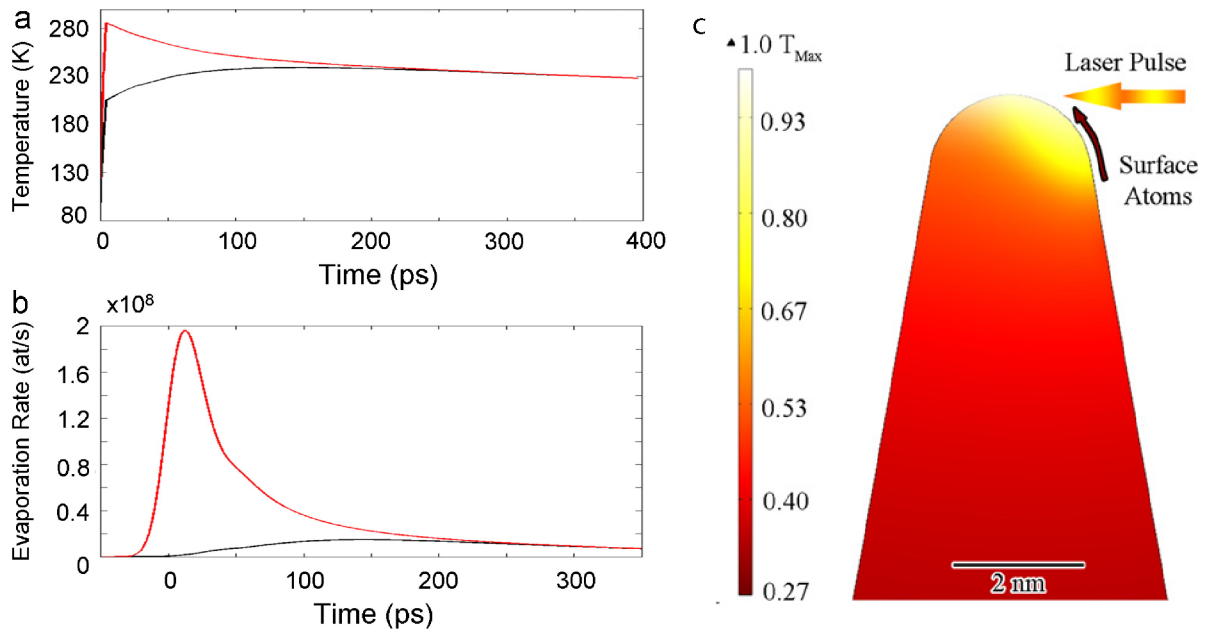 a
280
230
180
130
80
Temperature (K)
0
100
200
300
400
Time (ps)
b
x10⁸
2
1.6
1.2
0.8
0.4
0
Evaporation Rate (at/s)
0
100
200
300
Time (ps)
c
▲1.0 T_Max
0.93
0.80
0.67
0.53
0.40
0.27
Laser Pulse
Surface
Atoms
2 nm